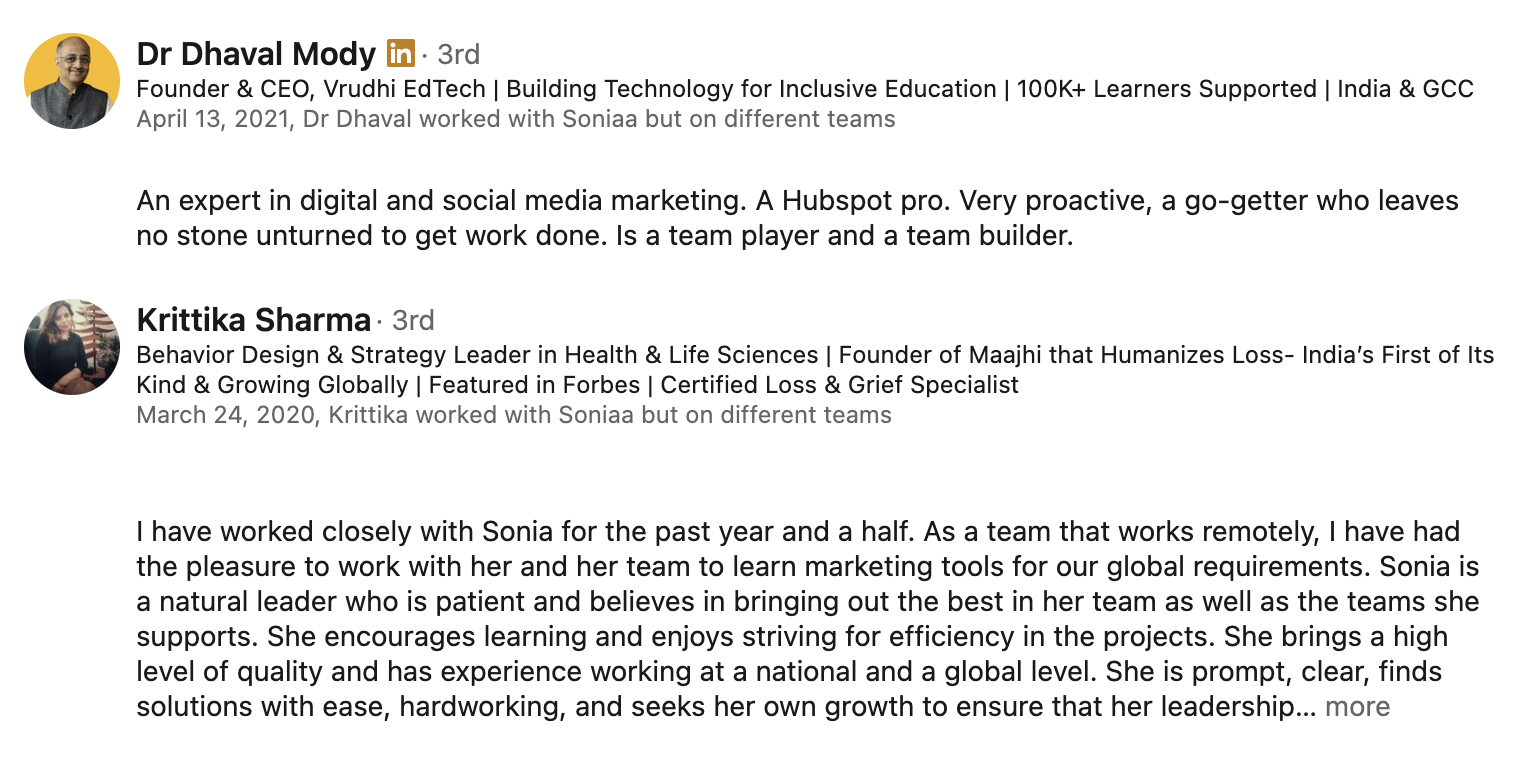 Dr Dhaval Mody in · 3rd
Founder & CEO, Vrudhi EdTech | Building Technology for Inclusive Education | 100K+ Learners Supported | India & GCC
April 13, 2021, Dr Dhaval worked with Soniaa but on different teams
An expert in digital and social media marketing. A Hubspot pro. Very proactive, a go-getter who leaves
no stone unturned to get work done. Is a team player and a team builder.
Krittika Sharma · 3rd
Behavior Design & Strategy Leader in Health & Life Sciences | Founder of Maajhi that Humanizes Loss- India’s First of Its
Kind & Growing Globally | Featured in Forbes | Certified Loss & Grief Specialist
March 24, 2020, Krittika worked with Soniaa but on different teams
I have worked closely with Sonia for the past year and a half. As a team that works remotely, I have had
the pleasure to work with her and her team to learn marketing tools for our global requirements. Sonia is
a natural leader who is patient and believes in bringing out the best in her team as well as the teams she
supports. She encourages learning and enjoys striving for efficiency in the projects. She brings a high
level of quality and has experience working at a national and a global level. She is prompt, clear, finds
solutions with ease, hardworking, and seeks her own growth to ensure that her leadership... more